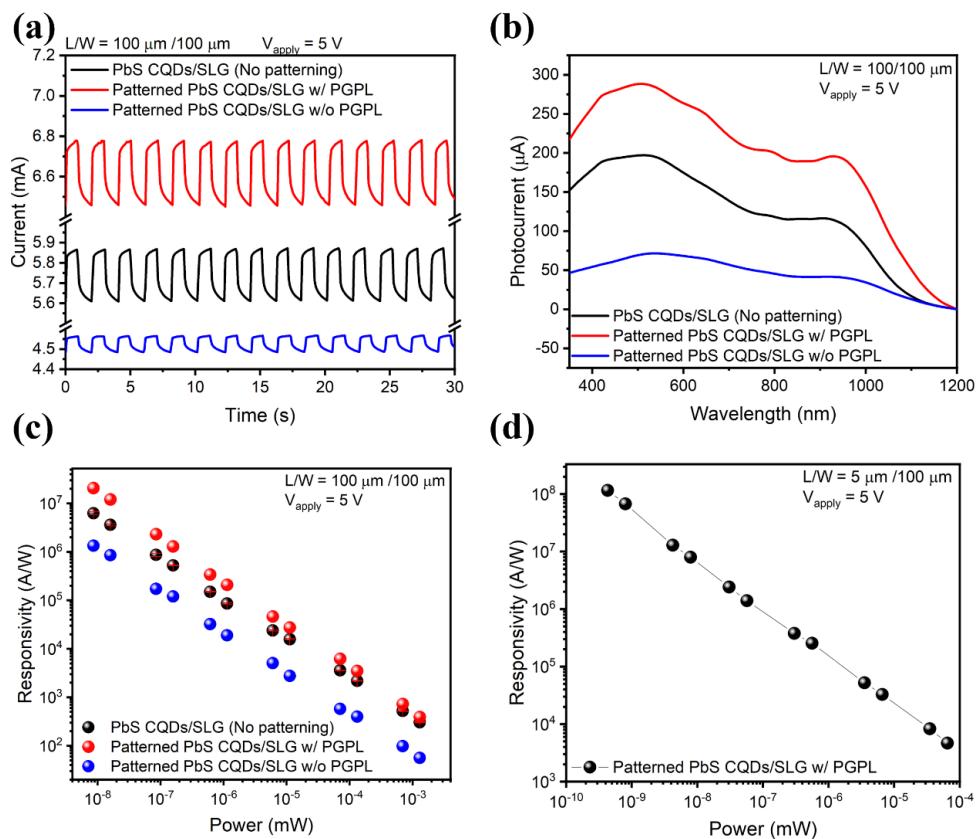 (a)
L/W = 100 μm /100 μm V_apply = 5 V
7.2
7.0
6.8
6.6
5.9
5.8
5.7
5.6
4.5
4.4
Current (mA)
PbS CQDs/SLG (No patterning)
Patterned PbS CQDs/SLG w/ PGPL
Patterned PbS CQDs/SLG w/o PGPL
0 5 10 15 20 25 30
Time (s)
(b)
L/W = 100/100 μm
V_apply = 5 V
300
250
200
150
100
50
0
-50
Photocurrent (μA)
PbS CQDs/SLG (No patterning)
Patterned PbS CQDs/SLG w/ PGPL
Patterned PbS CQDs/SLG w/o PGPL
400 600 800 1000 1200
Wavelength (nm)
(c)
L/W = 100 μm /100 μm
V_apply = 5 V
10^7
10^6
10^5
10^4
10^3
10^2
Responsivity (A/W)
PbS CQDs/SLG (No patterning)
Patterned PbS CQDs/SLG w/ PGPL
Patterned PbS CQDs/SLG w/o PGPL
10^-8 10^-7 10^-6 10^-5 10^-4 10^-3
Power (mW)
(d)
L/W = 5 μm /100 μm
V_apply = 5 V
10^8
10^7
10^6
10^5
10^4
10^3
Responsivity (A/W)
Patterned PbS CQDs/SLG w/ PGPL
10^-10 10^-9 10^-8 10^-7 10^-6 10^-5 10^-4
Power (mW)